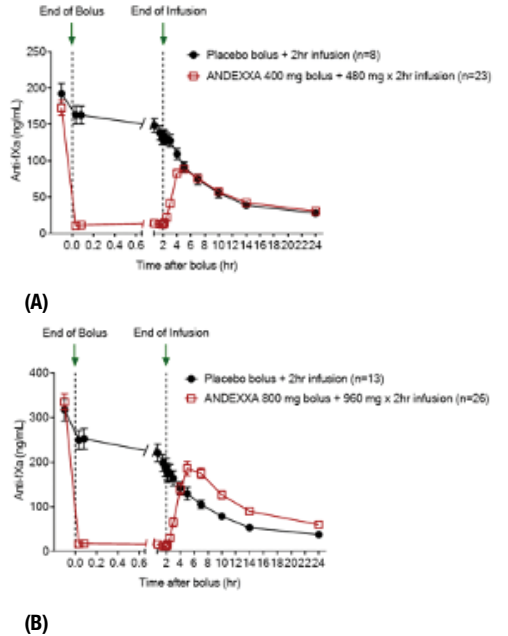 End of Bolus End of Infusion
250
200
150
100
50
0
Anti-fXa (ng/mL)
Placebo bolus + 2hr infusion (n=8)
ANDEXXA 400 mg bolus + 480 mg x 2hr infusion (n=23)
0.0 0.2 0.4 0.6 2 4 6 8 10 12 14 16 18 20 22 24
Time after bolus (hr)
(A)
End of Bolus End of Infusion
400
300
200
100
0
Anti-fXa (ng/mL)
Placebo bolus + 2hr infusion (n=13)
ANDEXXA 800 mg bolus + 960 mg x 2hr infusion (n=26)
0.0 0.2 0.4 0.6 2 4 6 8 10 12 14 16 18 20 22 24
Time after bolus (hr)
(B)